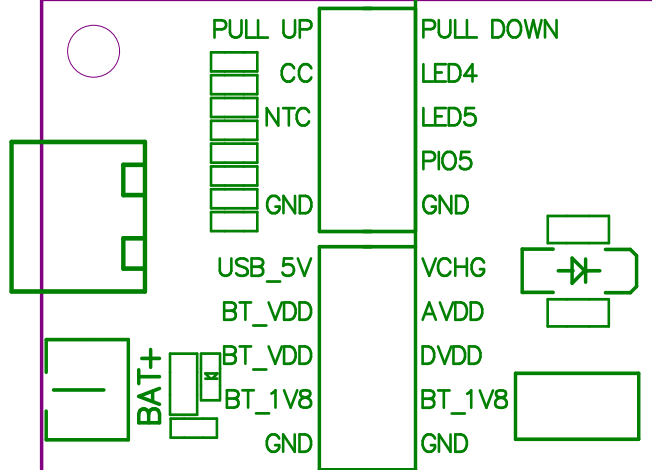 PULL UP PULL DOWN
CC LED4
NTC LED5
PIO5
GND GND
USB_5V VCHG
BT_VDD AVDD
BT_VDD DVDD
BT_1V8 BT_1V8
GND GND
BAT+